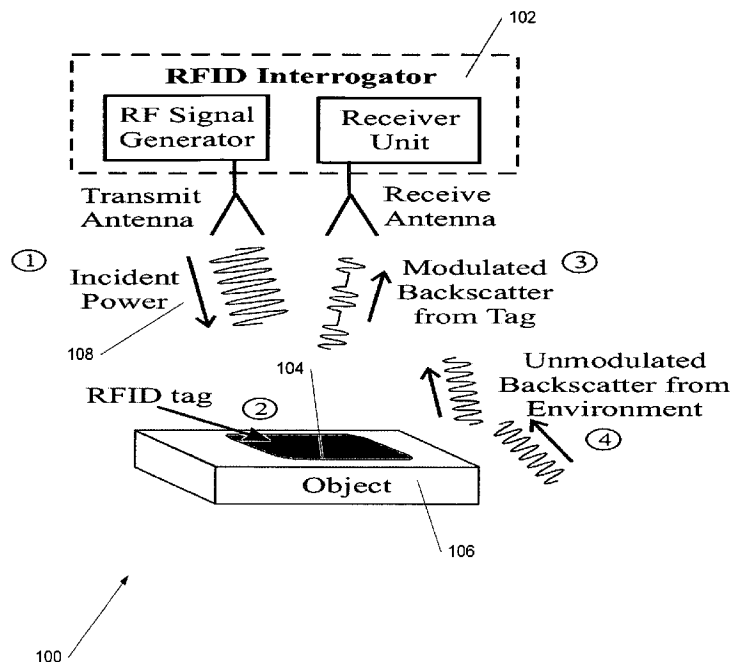 102
RFID Interrogator
RF Signal
Generator
Receiver
Unit
Transmit
Antenna
Receive
Antenna
1
Incident
Power
108
Modulated
Backscatter
from Tag
3
104
RFID tag
2
Unmodulated
Backscatter from
Environment
4
Object
106
100